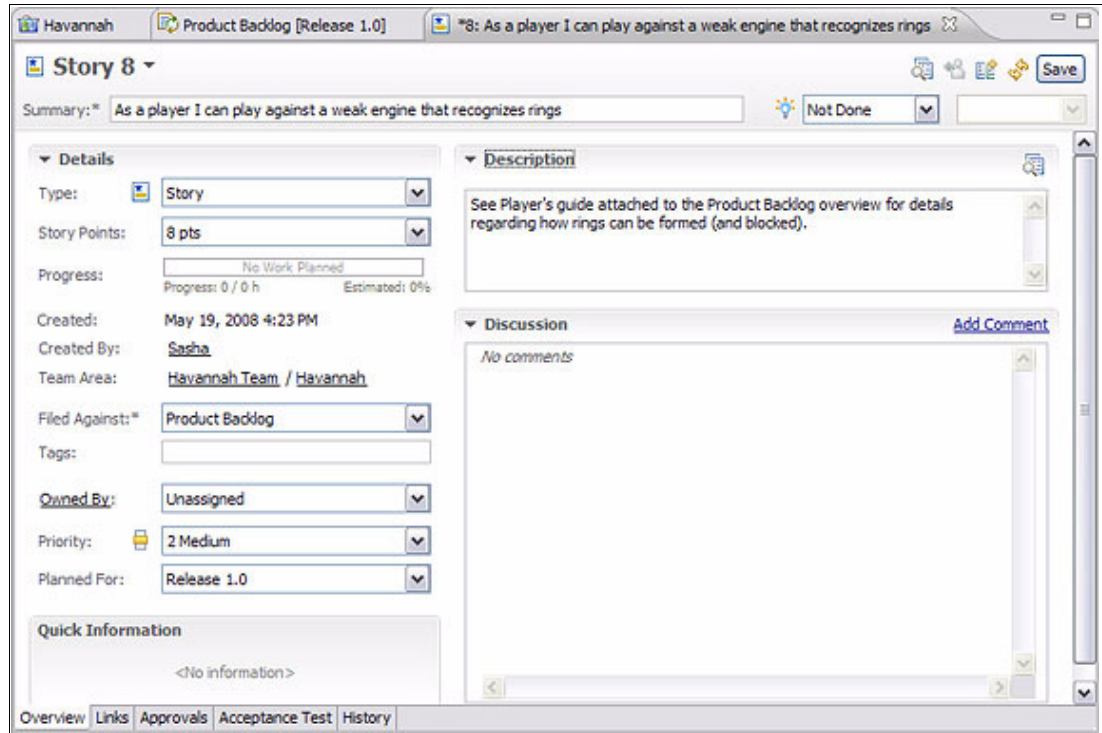 Havannah
Product Backlog [Release 1.0]
*8: As a player I can play against a weak engine that recognizes rings
Story 8
Save
Summary:* As a player I can play against a weak engine that recognizes rings
Not Done
Details
Type: Story
Story Points: 8 pts
Progress: No Work Planned
Progress: 0 / 0 h Estimated: 0%
Created: May 19, 2008 4:23 PM
Created By: Sasha
Team Area: Havannah Team / Havannah
Filed Against:* Product Backlog
Tags:
Owned By: Unassigned
Priority: 2 Medium
Planned For: Release 1.0
Quick Information
<No information>
Description
See Player's guide attached to the Product Backlog overview for details
regarding how rings can be formed (and blocked).
Discussion Add Comment
No comments
Overview Links Approvals Acceptance Test History